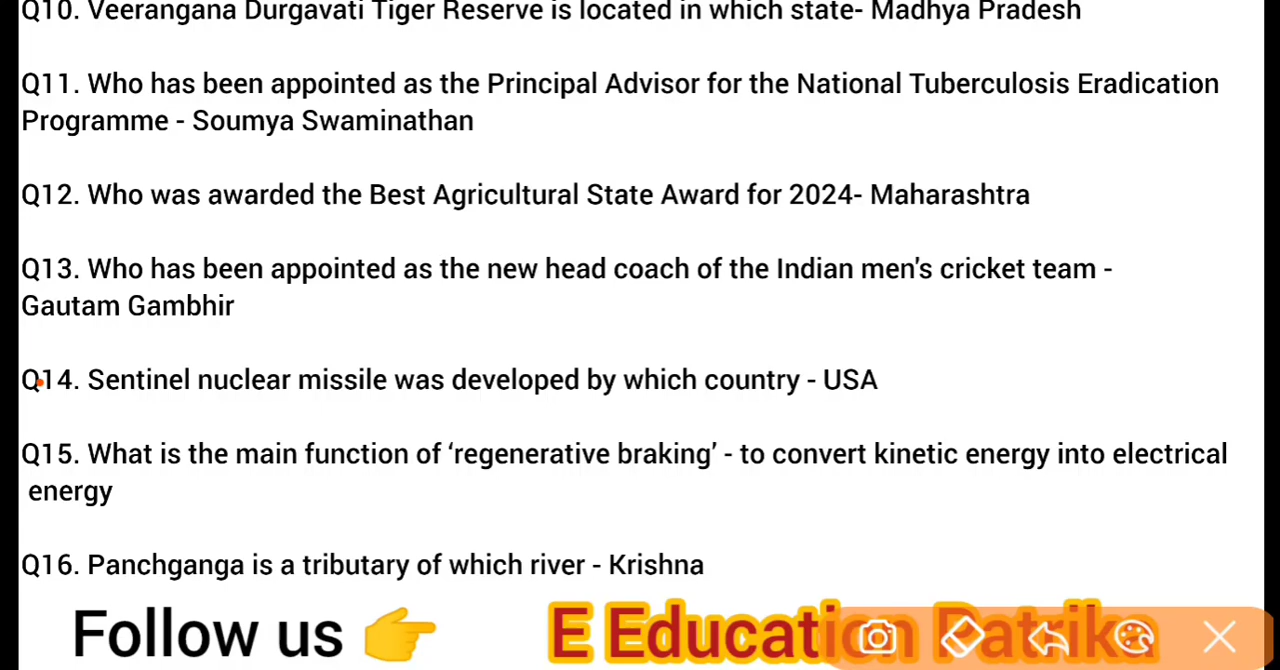 Q10. Veerangana Durgavati Tiger Reserve is located in which state- Madhya Pradesh
Q11. Who has been appointed as the Principal Advisor for the National Tuberculosis Eradication
Programme - Soumya Swaminathan
Q12. Who was awarded the Best Agricultural State Award for 2024- Maharashtra
Q13. Who has been appointed as the new head coach of the Indian men's cricket team -
Gautam Gambhir
Q14. Sentinel nuclear missile was developed by which country - USA
Q15. What is the main function of ‘regenerative braking’ - to convert kinetic energy into electrical
energy
Q16. Panchganga is a tributary of which river - Krishna
Follow us E Education Patrika